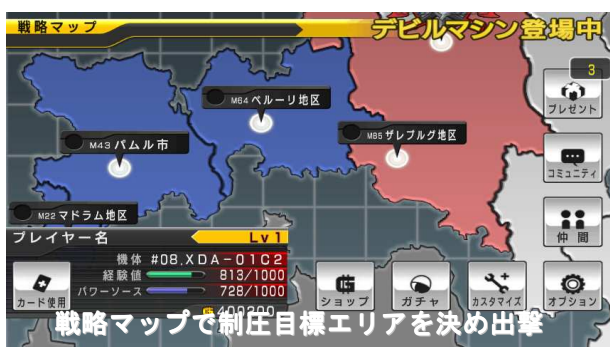 戦略マップ
デビルマシン登場中
M64 ベルーリ地区
M43 パムル市
M85 ザレブルグ地区
M22 マドラム地区
3
プレゼント
コミュニティ
仲間
プレイヤー名 Lv 1
機体 #08,XDA-01C2
経験値 813/1000
パワーソース 728/1000
カード使用
ショップ
ガチャ
カスタマイズ
オプション
戦略マップで制圧目標エリアを決め出撃